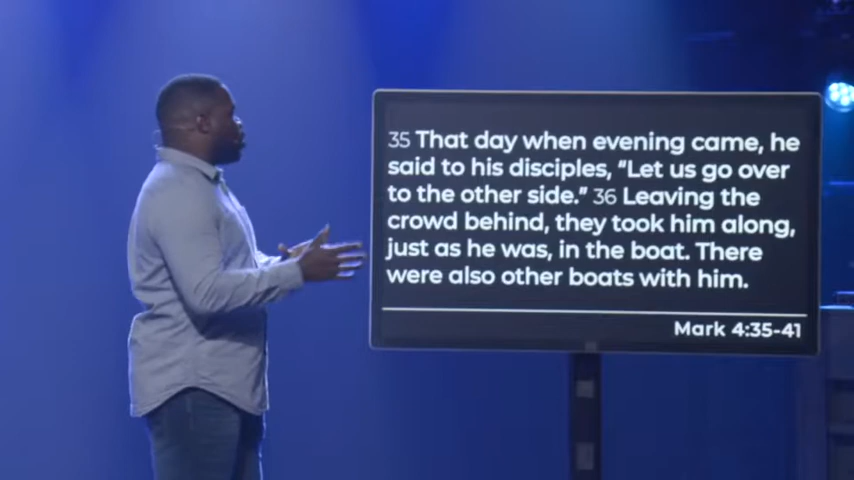 35 That day when evening came, he
said to his disciples, “Let us go over
to the other side.” 36 Leaving the
crowd behind, they took him along,
just as he was, in the boat. There
were also other boats with him.
Mark 4:35-41